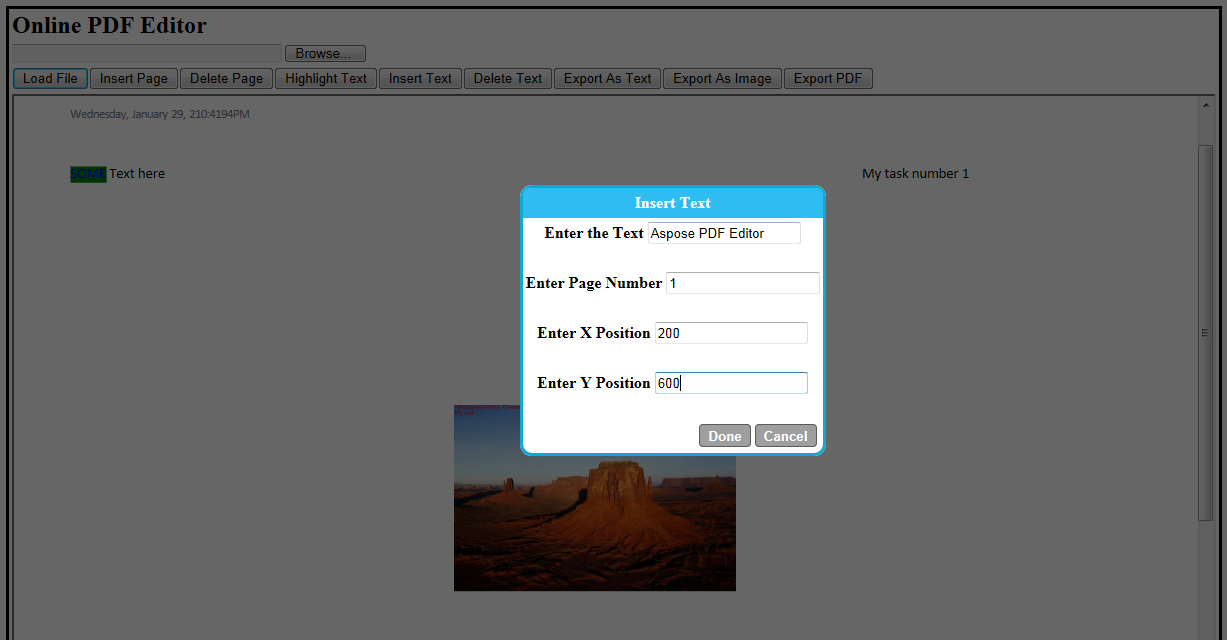 Online PDF Editor
Browse...
Load File Insert Page Delete Page Highlight Text Insert Text Delete Text Export As Text Export As Image Export PDF
Wednesday, January 29, 210:4194PM
SOME Text here My task number 1
Insert Text
Enter the Text Aspose PDF Editor
Enter Page Number 1
Enter X Position 200
Enter Y Position 600
Done Cancel